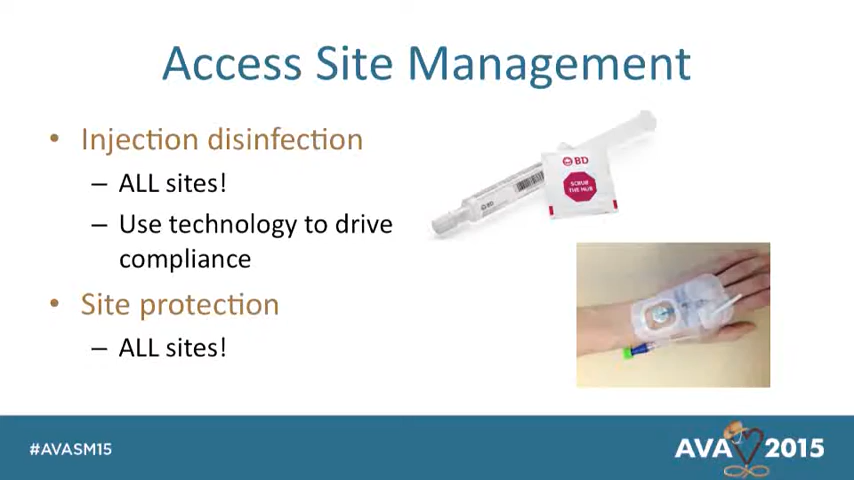 Access Site Management
• Injection disinfection
– ALL sites!
– Use technology to drive
compliance
• Site protection
– ALL sites!
BD
SCRUB
THE HUB
BD
#AVASM15
AVA 2015